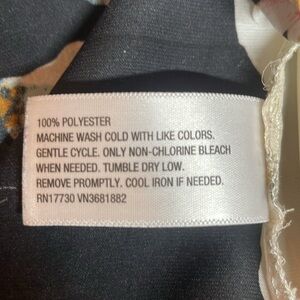 100% POLYESTER
MACHINE WASH COLD WITH LIKE COLORS.
GENTLE CYCLE. ONLY NON-CHLORINE BLEACH
WHEN NEEDED. TUMBLE DRY LOW.
REMOVE PROMPTLY. COOL IRON IF NEEDED.
RN17730 VN3681882